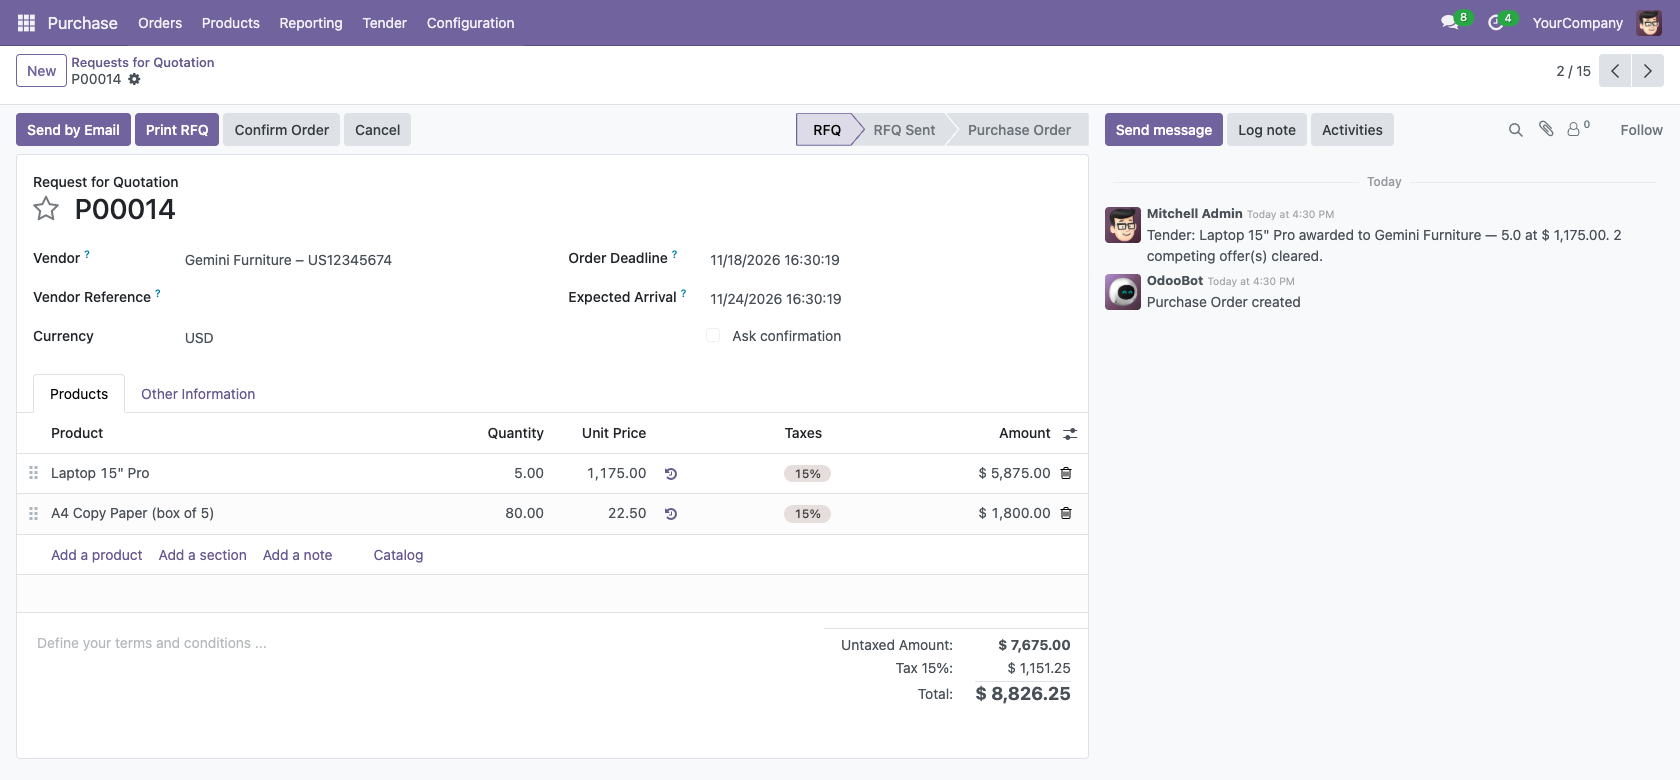 Purchase Orders Products Reporting Tender Configuration 8 4 YourCompany
New Requests for Quotation
P00014 2 / 15
Send by Email Print RFQ Confirm Order Cancel RFQ RFQ Sent Purchase Order
Request for Quotation
P00014
Vendor ? Gemini Furniture – US12345674 Order Deadline ? 11/18/2026 16:30:19
Vendor Reference ? Expected Arrival ? 11/24/2026 16:30:19
Currency USD Ask confirmation
Products Other Information
Product Quantity Unit Price Taxes Amount
Laptop 15" Pro 5.00 1,175.00 15% $ 5,875.00
A4 Copy Paper (box of 5) 80.00 22.50 15% $ 1,800.00
Add a product Add a section Add a note Catalog
Define your terms and conditions ...
Untaxed Amount: $ 7,675.00
Tax 15%: $ 1,151.25
Total: $ 8,826.25
Send message Log note Activities 0 Follow
Today
Mitchell Admin Today at 4:30 PM
Tender: Laptop 15" Pro awarded to Gemini Furniture — 5.0 at $ 1,175.00. 2
competing offer(s) cleared.
OdooBot Today at 4:30 PM
Purchase Order created